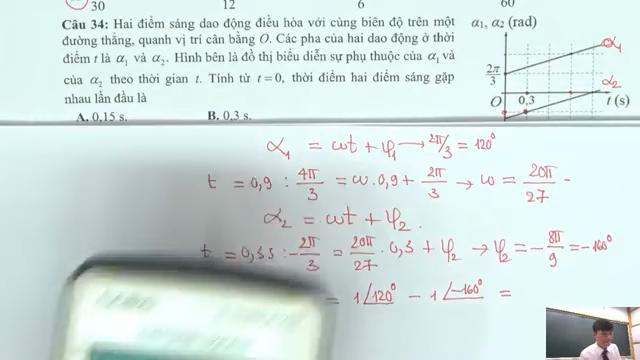 30 12 6 60
Câu 34: Hai điểm sáng dao động điều hòa với cùng biên độ trên một
đường thẳng, quanh vị trí cân bằng O. Các pha của hai dao động ở thời
điểm t là α₁ và α₂. Hình bên là đồ thị biểu diễn sự phụ thuộc của α₁ và
của α₂ theo thời gian t. Tính từ t = 0, thời điểm hai điểm sáng gặp
nhau lần đầu là
A. 0,15 s. B. 0,3 s.
α₁, α₂ (rad)
α₁
2π/3
α₂
O 0,3 t (s)
α₁ = ωt + φ₁ → 2π/3 = 120°
t = 0,9 : 4π/3 = ω.0,9 + 2π/3 → ω = 20π/27
α₂ = ωt + φ₂.
t = 0,3s : -2π/3 = 20π/27 . 0,3 + φ₂ → φ₂ = -8π/9 = -160°
= 1∠120° - 1∠-160° =